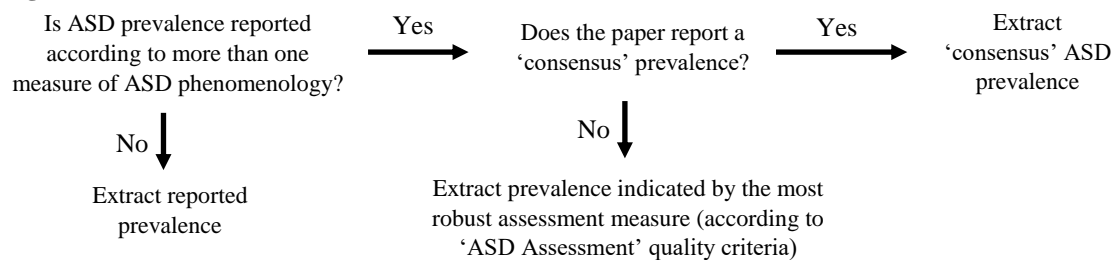 Is ASD prevalence reported
according to more than one
measure of ASD phenomenology?
Yes
Does the paper report a
‘consensus’ prevalence?
Yes
Extract
‘consensus’ ASD
prevalence
No
Extract reported
prevalence
No
Extract prevalence indicated by the most
robust assessment measure (according to
‘ASD Assessment’ quality criteria)